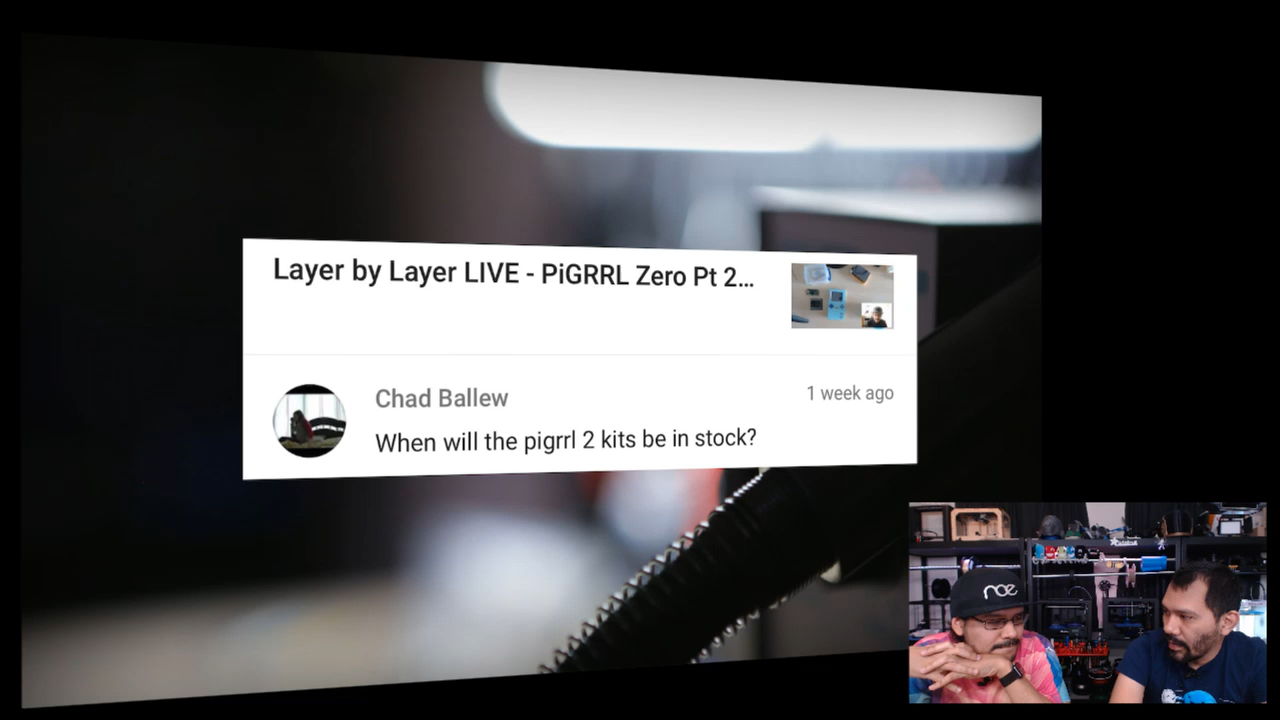 Layer by Layer LIVE - PiGRRL Zero Pt 2...
Chad Ballew
1 week ago
When will the pigrrl 2 kits be in stock?
noe